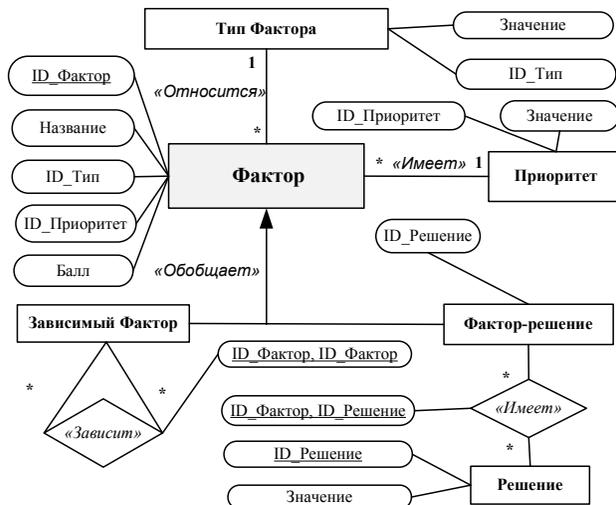 Тип Фактора
Значение
ID_Тип
1
«Относится»
*
ID_Фактор
Название
ID_Тип
ID_Приоритет
Балл
Фактор
* «Имеет» 1
ID_Приоритет
Значение
Приоритет
«Обобщает»
ID_Решение
Зависимый Фактор
Фактор-решение
*
*
«Зависит»
ID_Фактор, ID_Фактор
*
ID_Фактор, ID_Решение
«Имеет»
*
ID_Решение
Значение
Решение